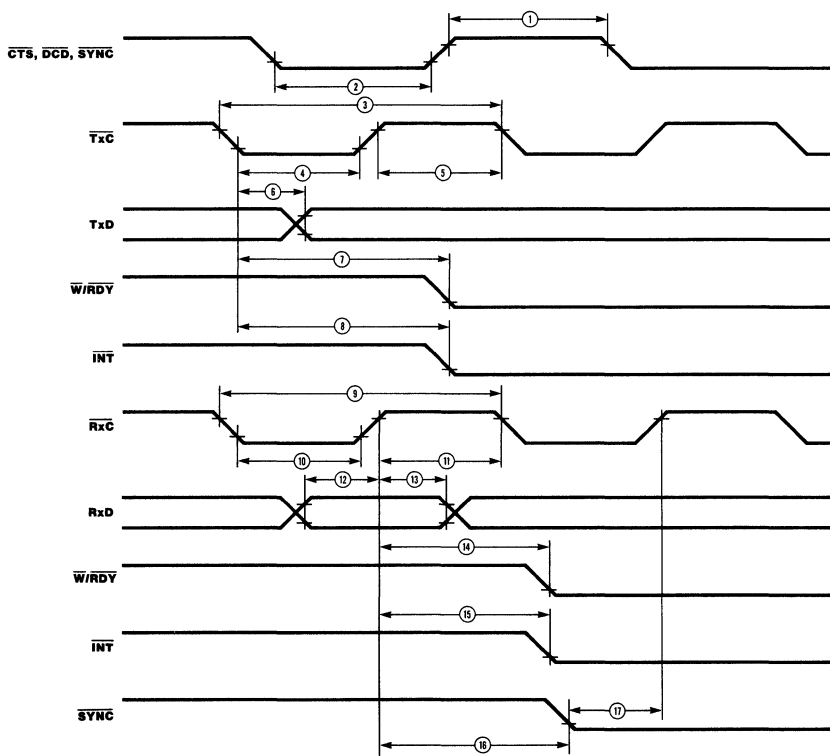 ①
CTS, DCD, SYNC
②
③
TxC
④ ⑤
⑥
TxD
⑦
W/RDY
⑧
INT
⑨
RxC
⑩ ⑪
⑫ ⑬
RxD
⑭
W/RDY
⑮
INT
SYNC
⑰
⑯